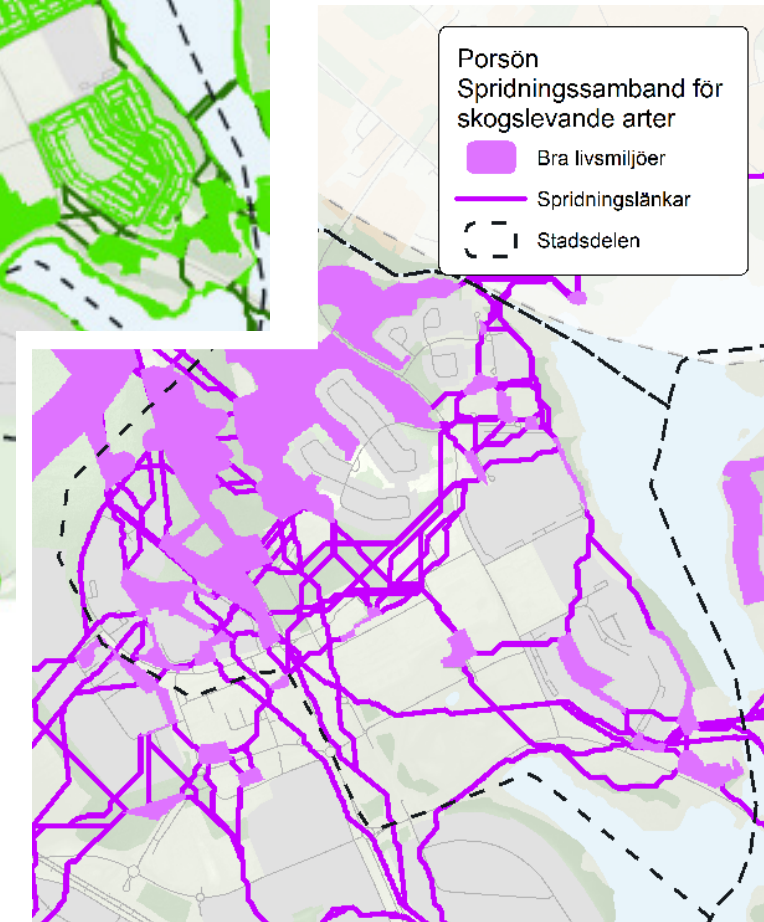 Porsön
Spridningssamband för
skogslevande arter
Bra livsmiljöer
Spridningslänkar
Stadsdelen